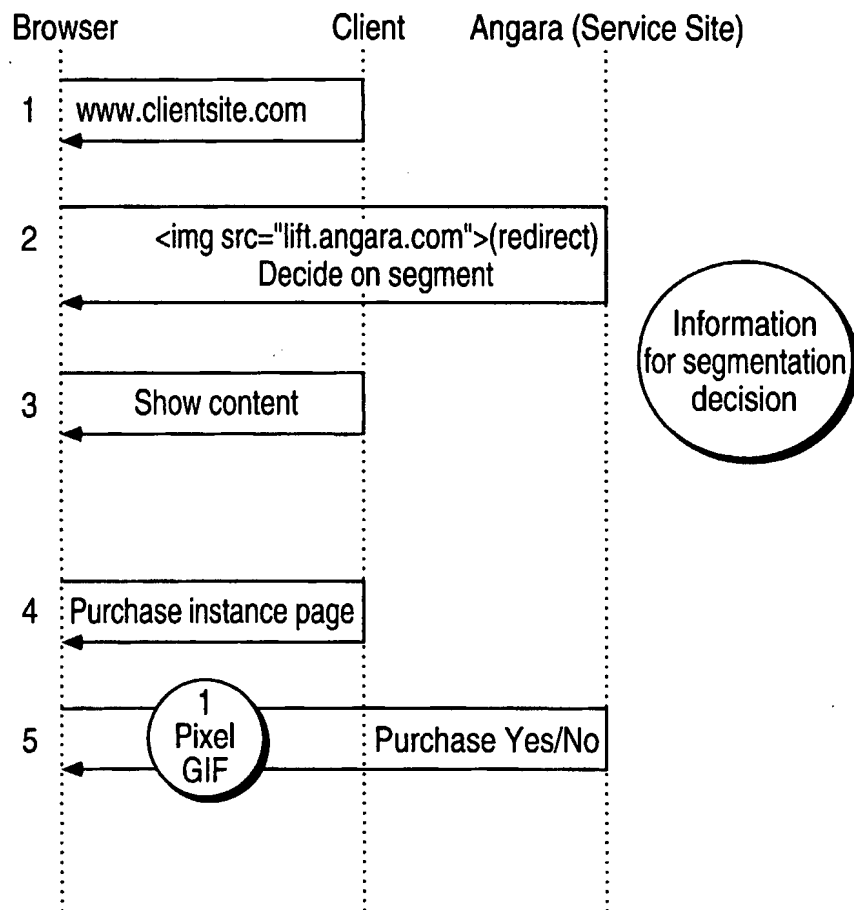 Browser Client Angara (Service Site)
1 www.clientsite.com
2 <img src="lift.angara.com">(redirect)
Decide on segment
Information
for segmentation
decision
3 Show content
4 Purchase instance page
1
Pixel
GIF
5 Purchase Yes/No